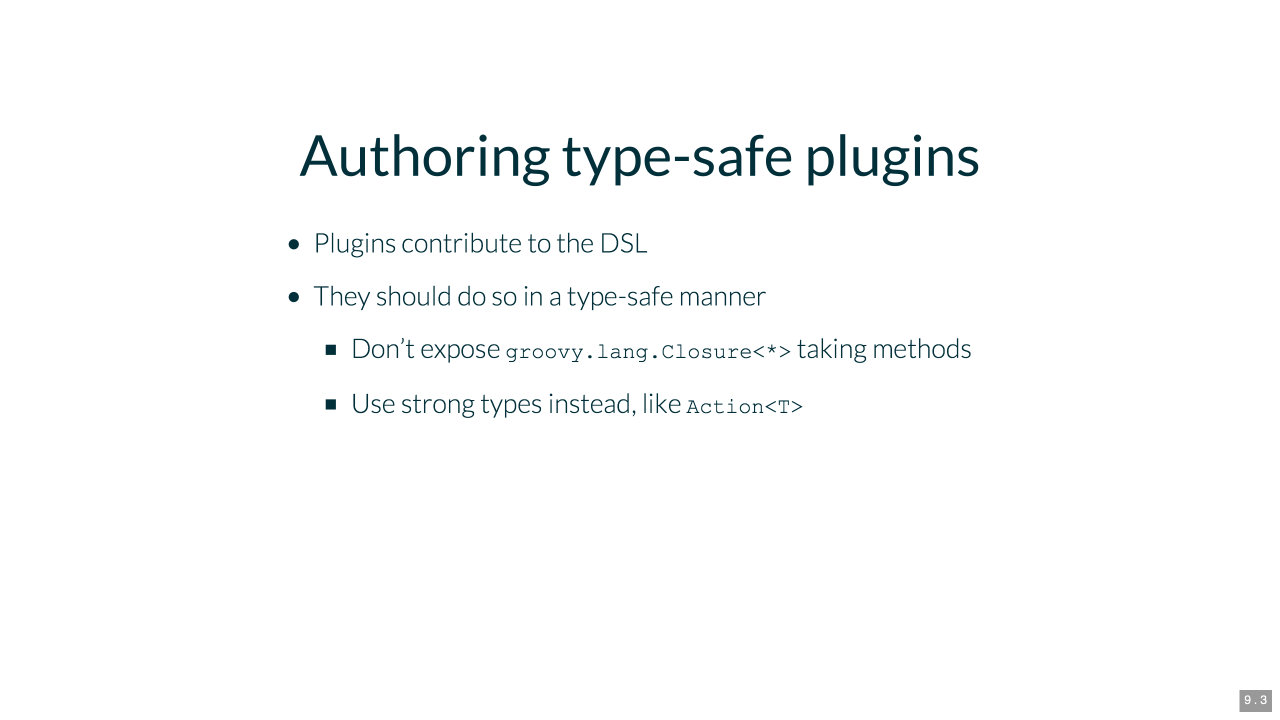 Authoring type-safe plugins
• Plugins contribute to the DSL
• They should do so in a type-safe manner
▪ Don’t expose groovy.lang.Closure<*> taking methods
▪ Use strong types instead, like Action<T>
9.3